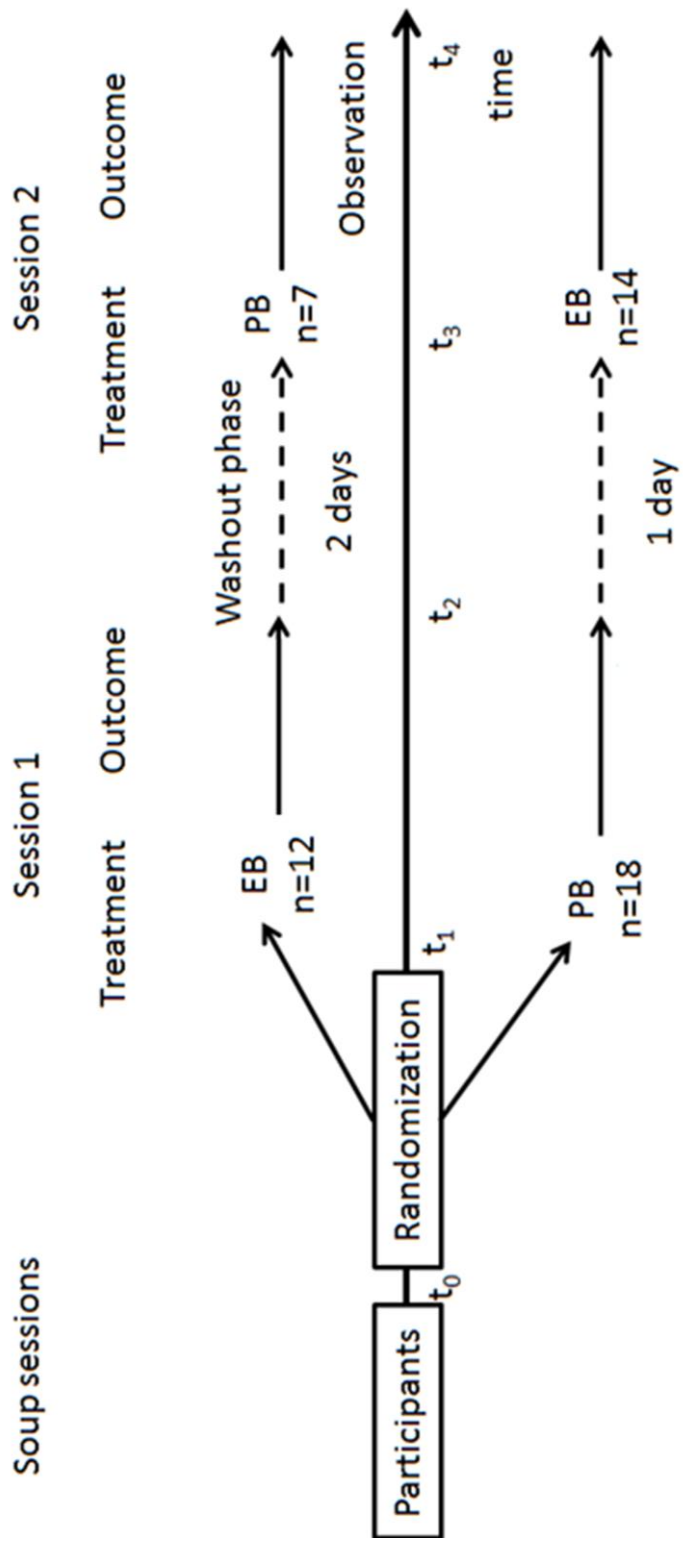 Soup sessions
Session 1
Session 2
Treatment
Outcome
Treatment
Outcome
EB
n=12
Washout phase
2 days
PB
n=7
Observation
Participants
t0
Randomization
t1
t2
t3
t4
time
PB
n=18
1 day
EB
n=14